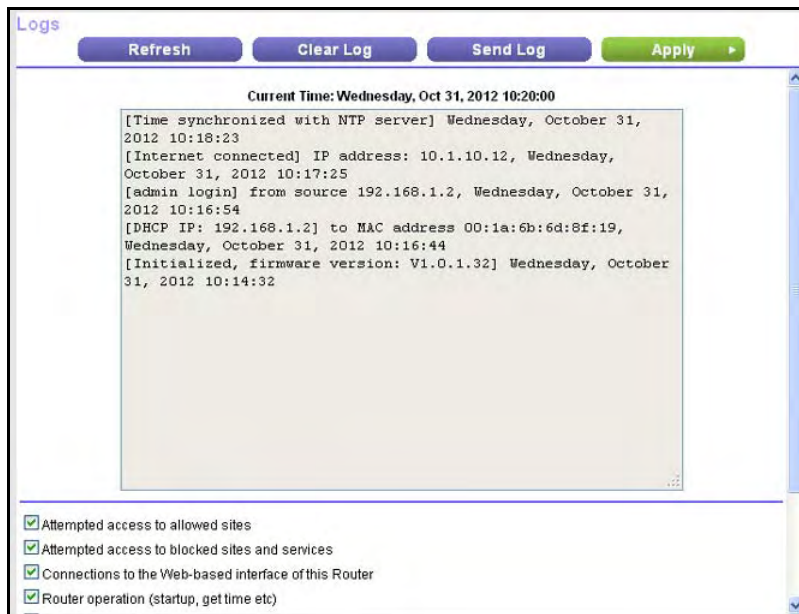 Logs
Refresh
Clear Log
Send Log
Apply
Current Time: Wednesday, Oct 31, 2012 10:20:00
[Time synchronized with NTP server] Wednesday, October 31,
2012 10:18:23
[Internet connected] IP address: 10.1.10.12, Wednesday,
October 31, 2012 10:17:25
[admin login] from source 192.168.1.2, Wednesday, October 31,
2012 10:16:54
[DHCP IP: 192.168.1.2] to MAC address 00:1a:6b:6d:8f:19,
Wednesday, October 31, 2012 10:16:44
[Initialized, firmware version: V1.0.1.32] Wednesday, October
31, 2012 10:14:32
Attempted access to allowed sites
Attempted access to blocked sites and services
Connections to the Web-based interface of this Router
Router operation (startup, get time etc)